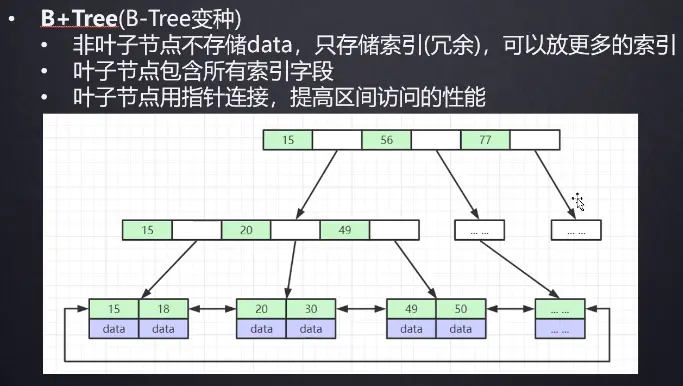 B+Tree(B-Tree变种)
非叶子节点不存储data，只存储索引(冗余)，可以放更多的索引
叶子节点包含所有索引字段
叶子节点用指针连接，提高区间访问的性能
15 56 77
15 20 49 ... ... ... ...
15 18 20 30 49 50 ... ...
data data data data data data ... ...